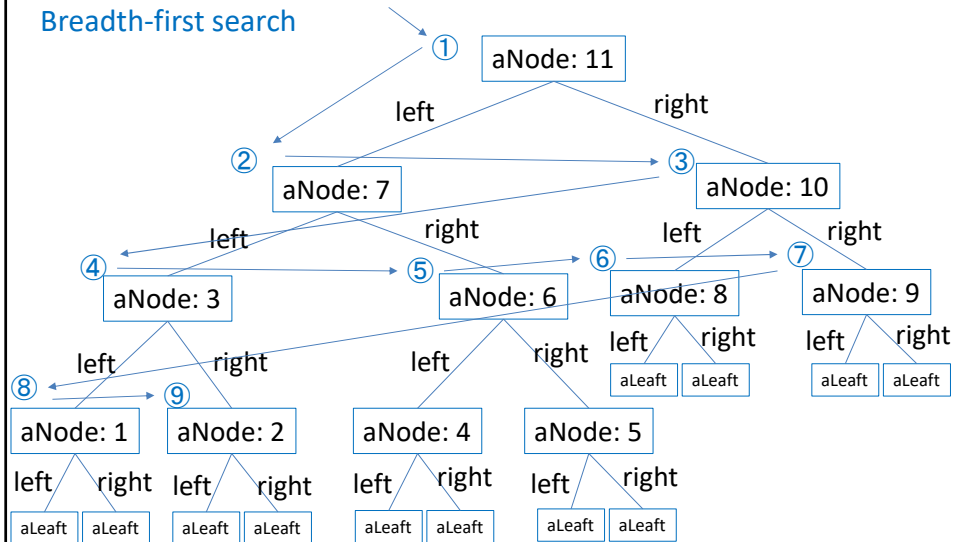 Breadth-first search
①
aNode: 11
left
right
②
③
aNode: 7
aNode: 10
left
right
left
right
④
⑤
⑥
⑦
aNode: 3
aNode: 6
aNode: 8
aNode: 9
left
right
left
right
left
right
left
right
aLeaft
aLeaft
aLeaft
aLeaft
⑧
⑨
aNode: 1
aNode: 2
aNode: 4
aNode: 5
left
right
left
right
left
right
left
right
aLeaft
aLeaft
aLeaft
aLeaft
aLeaft
aLeaft
aLeaft
aLeaft